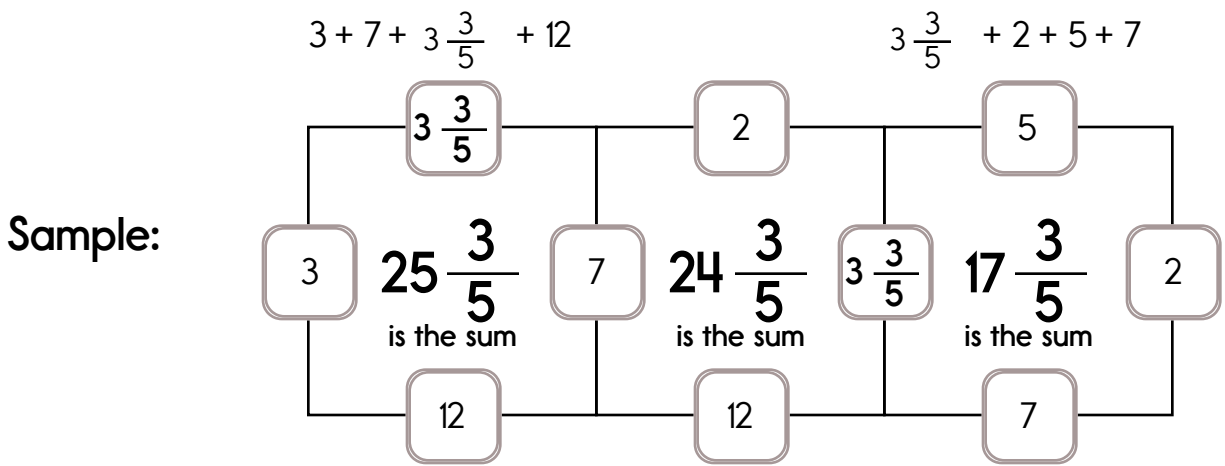 3 + 7 + 3 3/5 + 12
3 3/5 + 2 + 5 + 7
3 3/5
2
5
Sample:
3
25 3/5
is the sum
7
24 3/5
is the sum
3 3/5
17 3/5
is the sum
2
12
12
7